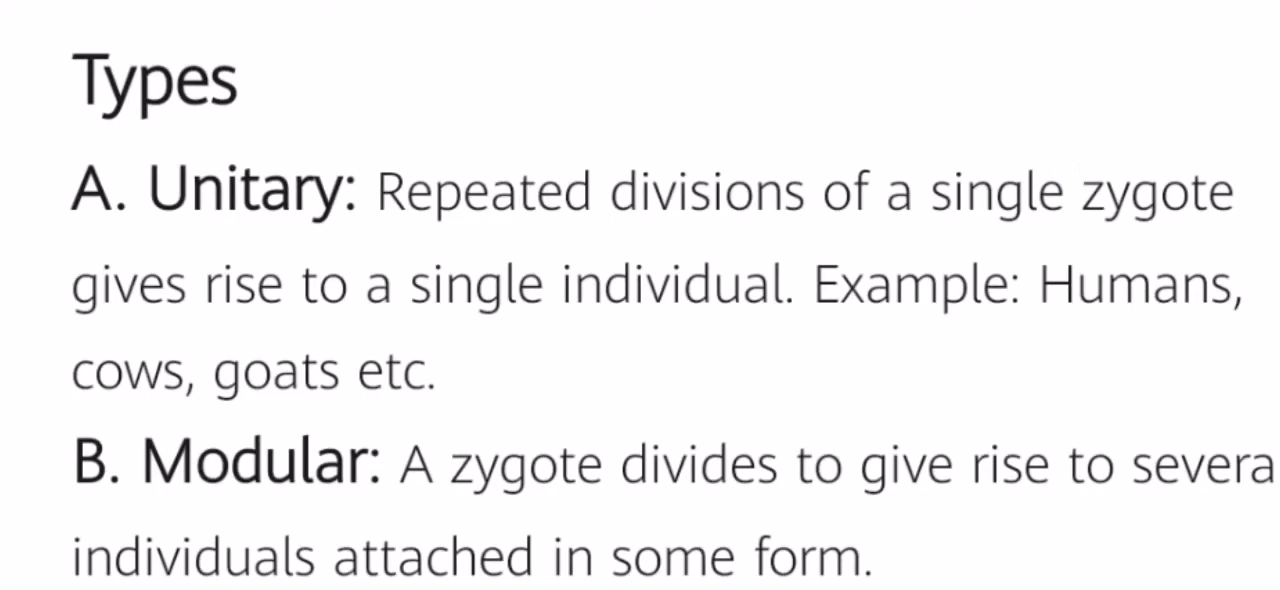 Types
A. Unitary: Repeated divisions of a single zygote
gives rise to a single individual. Example: Humans,
cows, goats etc.
B. Modular: A zygote divides to give rise to severa
individuals attached in some form.